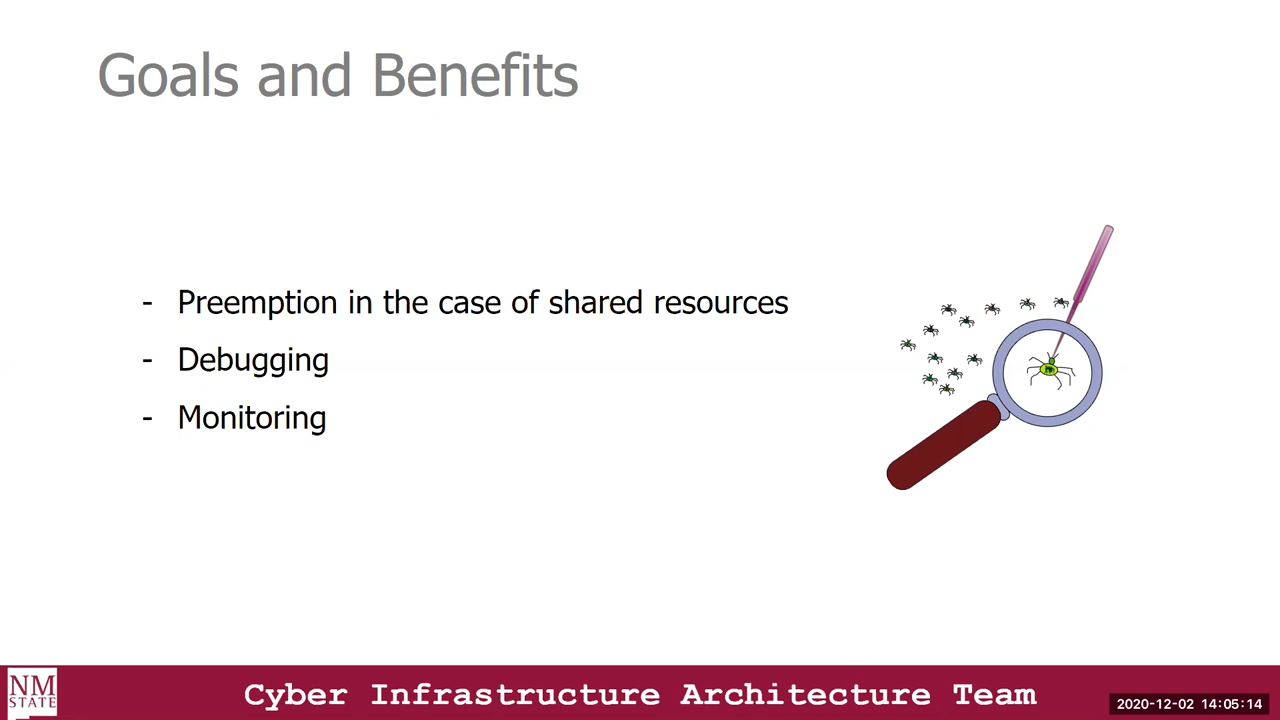 Goals and Benefits
- Preemption in the case of shared resources
- Debugging
- Monitoring
NM
STATE
Cyber Infrastructure Architecture Team
2020-12-02 14:05:14